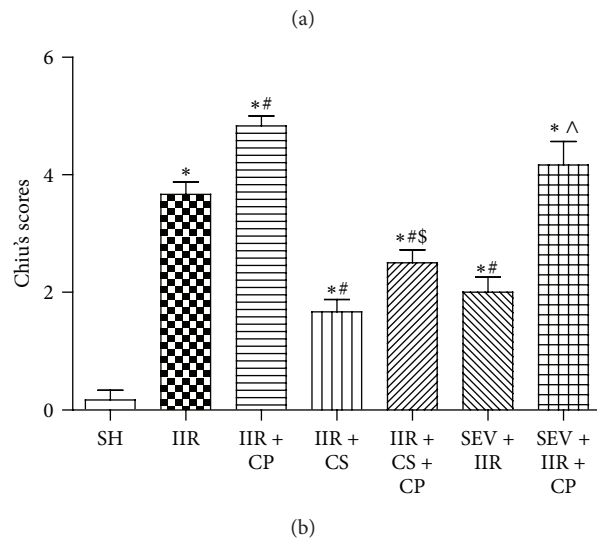 (a)
6
4
2
0
Chiu's scores
*
*#
*#
*#$
*#
* ^
SH
IIR
IIR +
CP
IIR +
CS
IIR +
CS +
CP
SEV +
IIR
SEV +
IIR +
CP
(b)